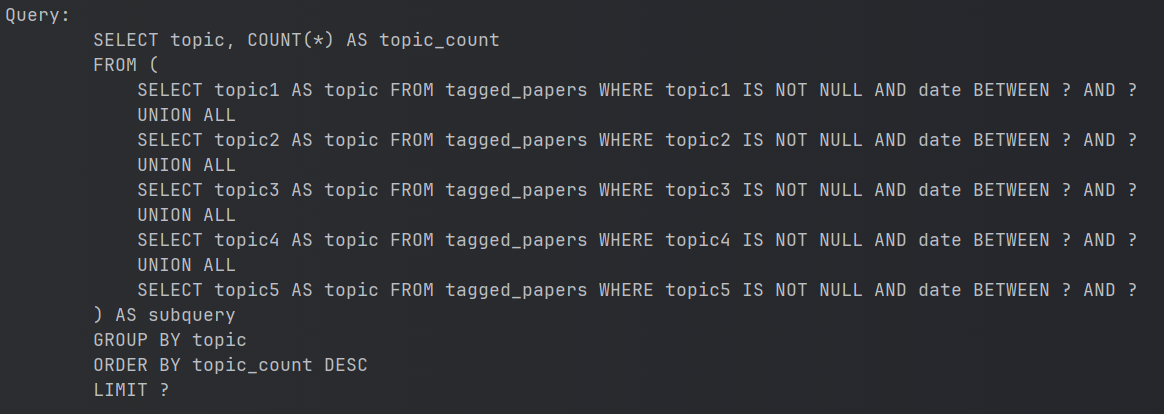 Query:
SELECT topic, COUNT(*) AS topic_count
FROM (
SELECT topic1 AS topic FROM tagged_papers WHERE topic1 IS NOT NULL AND date BETWEEN ? AND ?
UNION ALL
SELECT topic2 AS topic FROM tagged_papers WHERE topic2 IS NOT NULL AND date BETWEEN ? AND ?
UNION ALL
SELECT topic3 AS topic FROM tagged_papers WHERE topic3 IS NOT NULL AND date BETWEEN ? AND ?
UNION ALL
SELECT topic4 AS topic FROM tagged_papers WHERE topic4 IS NOT NULL AND date BETWEEN ? AND ?
UNION ALL
SELECT topic5 AS topic FROM tagged_papers WHERE topic5 IS NOT NULL AND date BETWEEN ? AND ?
) AS subquery
GROUP BY topic
ORDER BY topic_count DESC
LIMIT ?